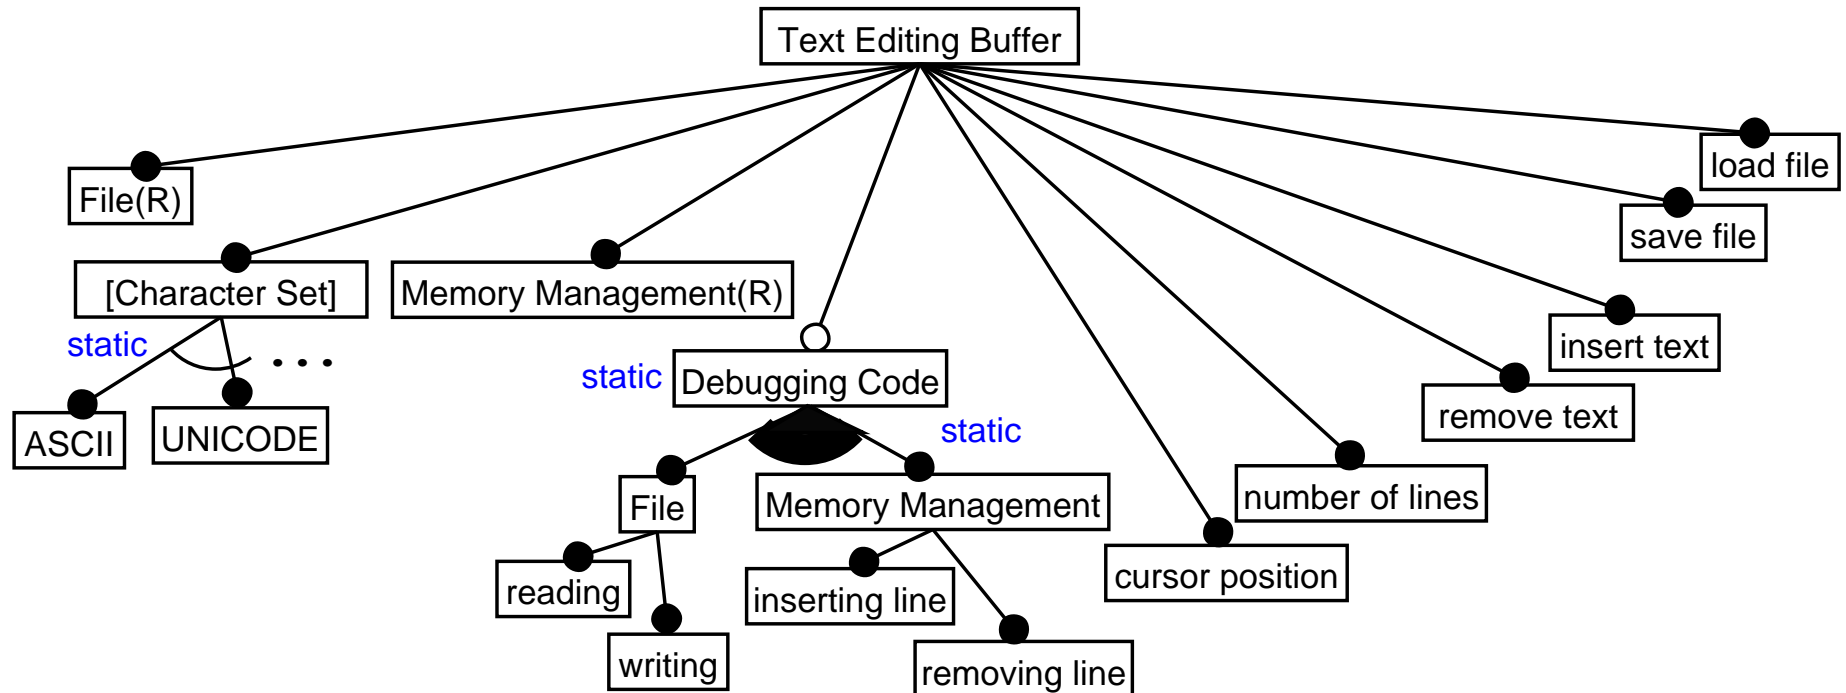 Text Editing Buffer
load file
File(R)
save file
[Character Set]
Memory Management(R)
static
. . .
insert text
static
Debugging Code
remove text
ASCII
UNICODE
static
number of lines
File
Memory Management
cursor position
reading
inserting line
writing
removing line